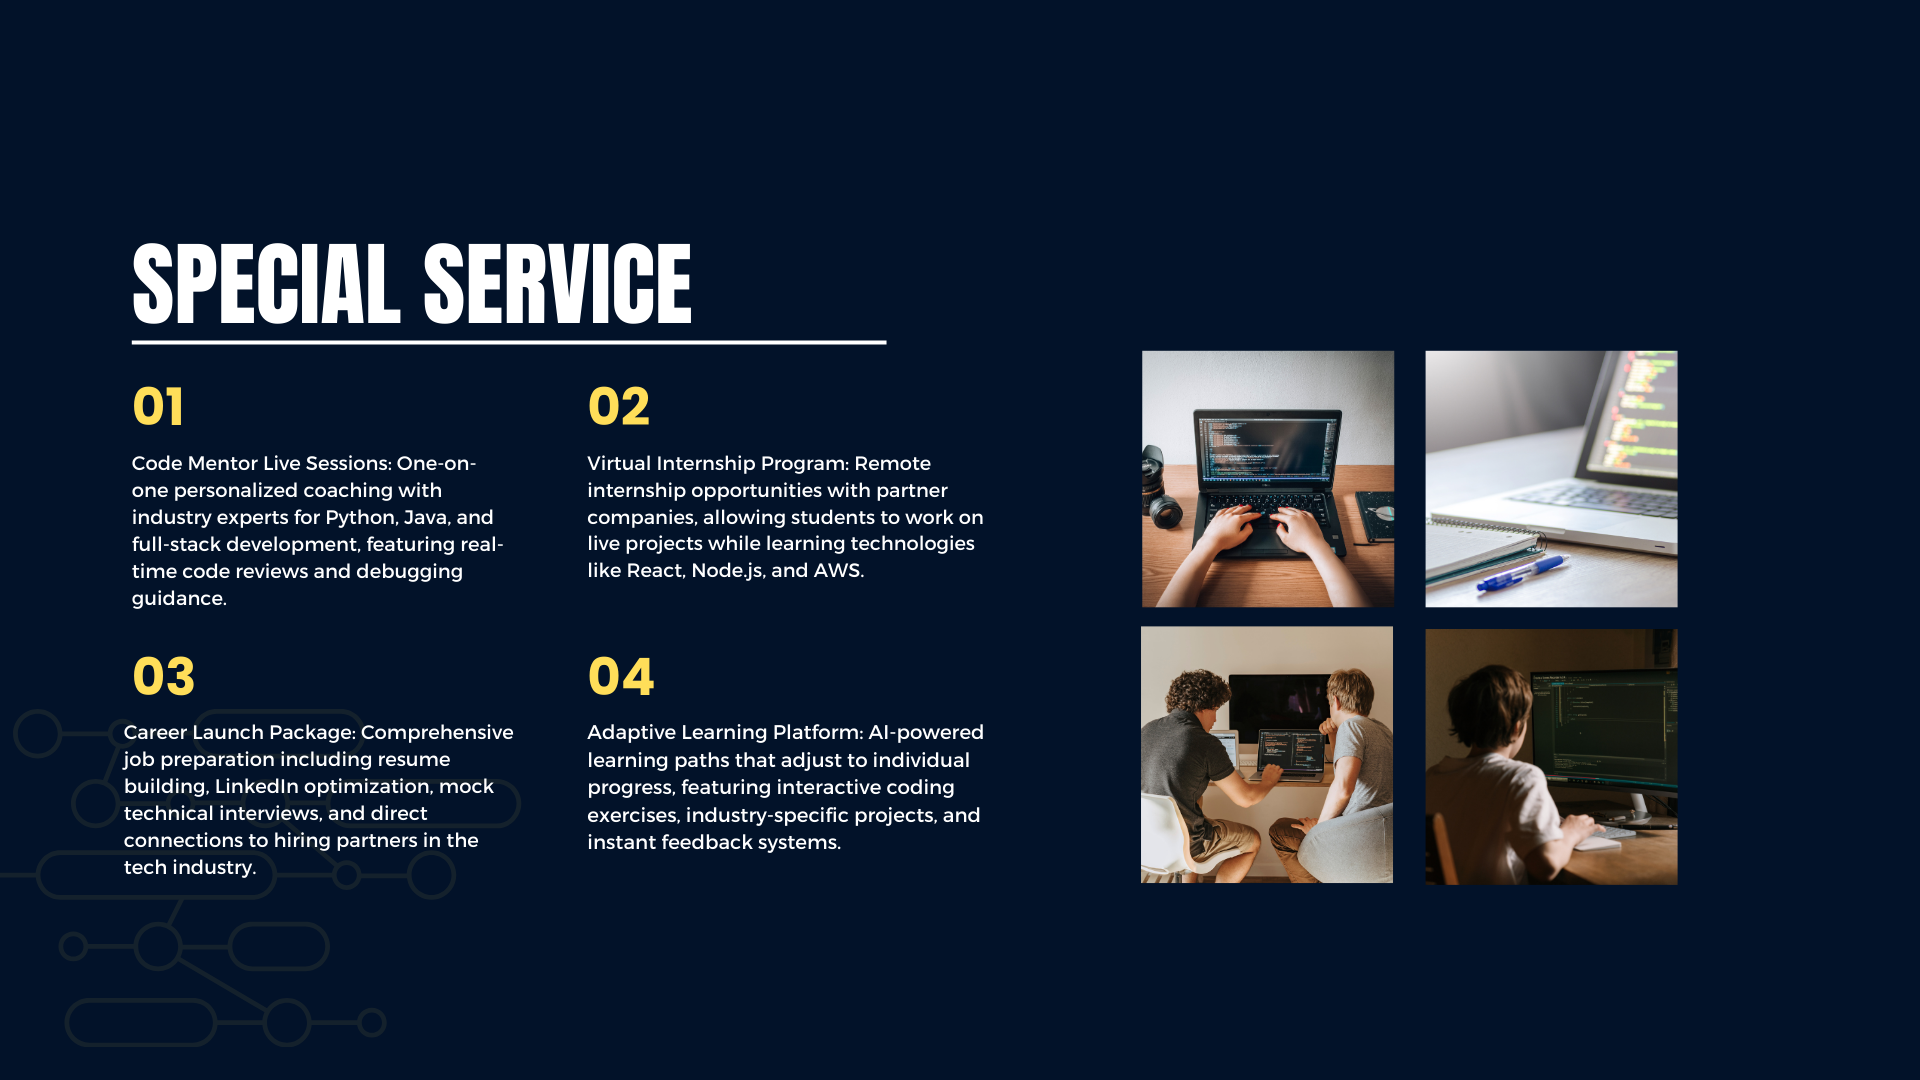 SPECIAL SERVICE
01
Code Mentor Live Sessions: One-on-
one personalized coaching with
industry experts for Python, Java, and
full-stack development, featuring real-
time code reviews and debugging
guidance.
02
Virtual Internship Program: Remote
internship opportunities with partner
companies, allowing students to work on
live projects while learning technologies
like React, Node.js, and AWS.
03
Career Launch Package: Comprehensive
job preparation including resume
building, LinkedIn optimization, mock
technical interviews, and direct
connections to hiring partners in the
tech industry.
04
Adaptive Learning Platform: AI-powered
learning paths that adjust to individual
progress, featuring interactive coding
exercises, industry-specific projects, and
instant feedback systems.